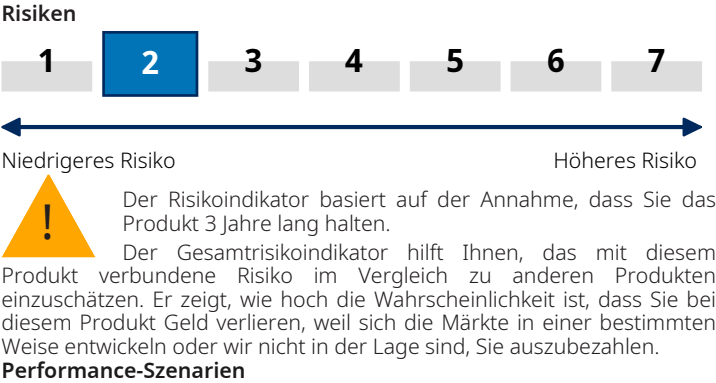 Risiken
1 2 3 4 5 6 7
Niedrigeres Risiko Höheres Risiko
!
Der Risikoindikator basiert auf der Annahme, dass Sie das
Produkt 3 Jahre lang halten.
Der Gesamtrisikoindikator hilft Ihnen, das mit diesem
Produkt verbundene Risiko im Vergleich zu anderen Produkten
einzuschätzen. Er zeigt, wie hoch die Wahrscheinlichkeit ist, dass Sie bei
diesem Produkt Geld verlieren, weil sich die Märkte in einer bestimmten
Weise entwickeln oder wir nicht in der Lage sind, Sie auszubezahlen.
Performance-Szenarien